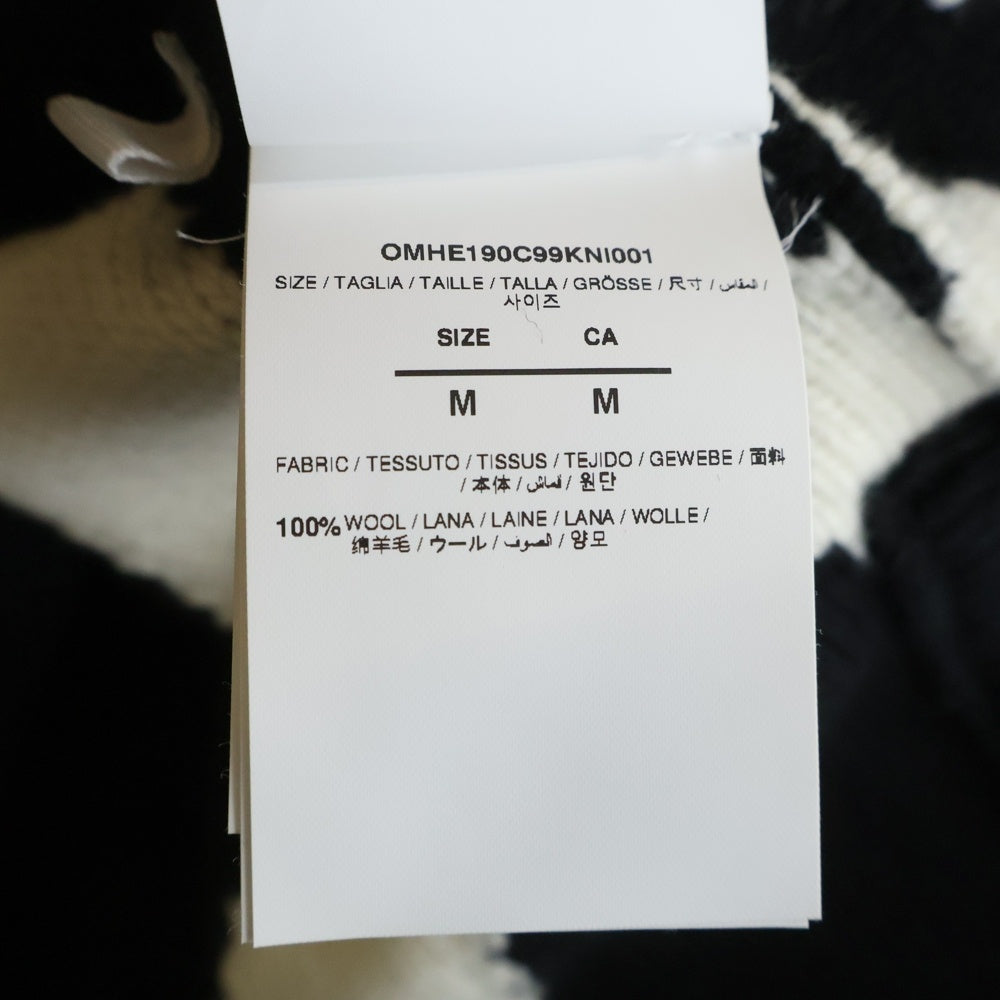 OMHE190C99KNI001
SIZE / TAGLIA / TAILLE / TALLA / GRÖSSE / 尺寸 / المقاس /
사이즈
SIZE CA
M M
FABRIC / TESSUTO / TISSUS / TEJIDO / GEWEBE / 面料
/ 本体 / قماش / 원단
100% WOOL / LANA / LAINE / LANA / WOLLE /
绵羊毛 / ウール / الصوف / 양모